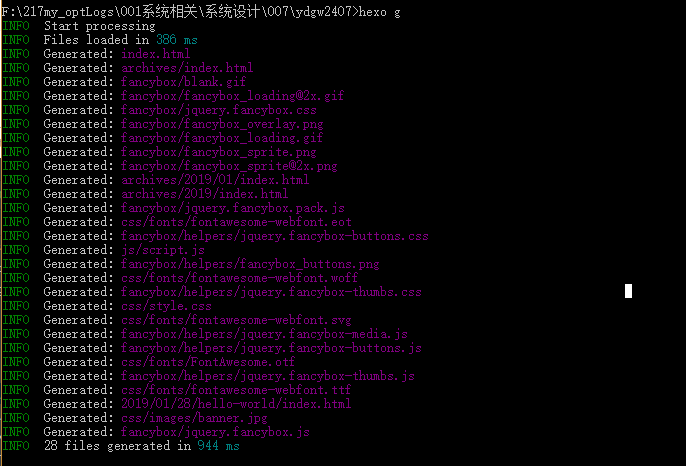 F:\217my_optLogs\001系统相关\系统设计\007\ydgw2407>hexo g
INFO  Start processing
INFO  Files loaded in 386 ms
INFO  Generated: index.html
INFO  Generated: archives/index.html
INFO  Generated: fancybox/blank.gif
INFO  Generated: fancybox/fancybox_loading@2x.gif
INFO  Generated: fancybox/jquery.fancybox.css
INFO  Generated: fancybox/fancybox_overlay.png
INFO  Generated: fancybox/fancybox_loading.gif
INFO  Generated: fancybox/fancybox_sprite.png
INFO  Generated: fancybox/fancybox_sprite@2x.png
INFO  Generated: archives/2019/01/index.html
INFO  Generated: archives/2019/index.html
INFO  Generated: fancybox/jquery.fancybox.pack.js
INFO  Generated: css/fonts/fontawesome-webfont.eot
INFO  Generated: fancybox/helpers/jquery.fancybox-buttons.css
INFO  Generated: js/script.js
INFO  Generated: fancybox/helpers/fancybox_buttons.png
INFO  Generated: css/fonts/fontawesome-webfont.woff
INFO  Generated: fancybox/helpers/jquery.fancybox-thumbs.css
INFO  Generated: css/style.css
INFO  Generated: css/fonts/fontawesome-webfont.svg
INFO  Generated: fancybox/helpers/jquery.fancybox-media.js
INFO  Generated: fancybox/helpers/jquery.fancybox-buttons.js
INFO  Generated: css/fonts/FontAwesome.otf
INFO  Generated: fancybox/helpers/jquery.fancybox-thumbs.js
INFO  Generated: css/fonts/fontawesome-webfont.ttf
INFO  Generated: 2019/01/28/hello-world/index.html
INFO  Generated: css/images/banner.jpg
INFO  Generated: fancybox/jquery.fancybox.js
INFO  28 files generated in 944 ms